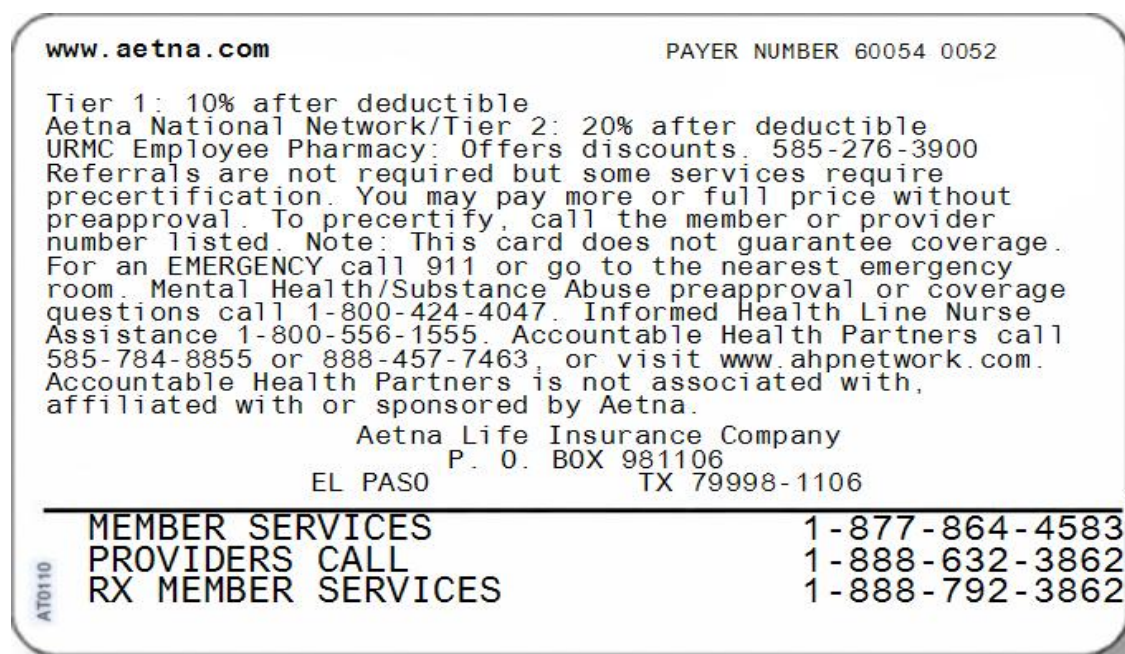 www.aetna.com PAYER NUMBER 60054 0052
Tier 1: 10% after deductible
Aetna National Network/Tier 2: 20% after deductible
URMC Employee Pharmacy: Offers discounts. 585-276-3900
Referrals are not required but some services require
precertification. You may pay more or full price without
preapproval. To precertify, call the member or provider
number listed. Note: This card does not guarantee coverage.
For an EMERGENCY call 911 or go to the nearest emergency
room. Mental Health/Substance Abuse preapproval or coverage
questions call 1-800-424-4047. Informed Health Line Nurse
Assistance 1-800-556-1555. Accountable Health Partners call
585-784-8855 or 888-457-7463, or visit www.ahpnetwork.com.
Accountable Health Partners is not associated with,
affiliated with or sponsored by Aetna.
Aetna Life Insurance Company
P. O. BOX 981106
EL PASO TX 79998-1106
MEMBER SERVICES 1-877-864-4583
PROVIDERS CALL 1-888-632-3862
RX MEMBER SERVICES 1-888-792-3862
AT0110